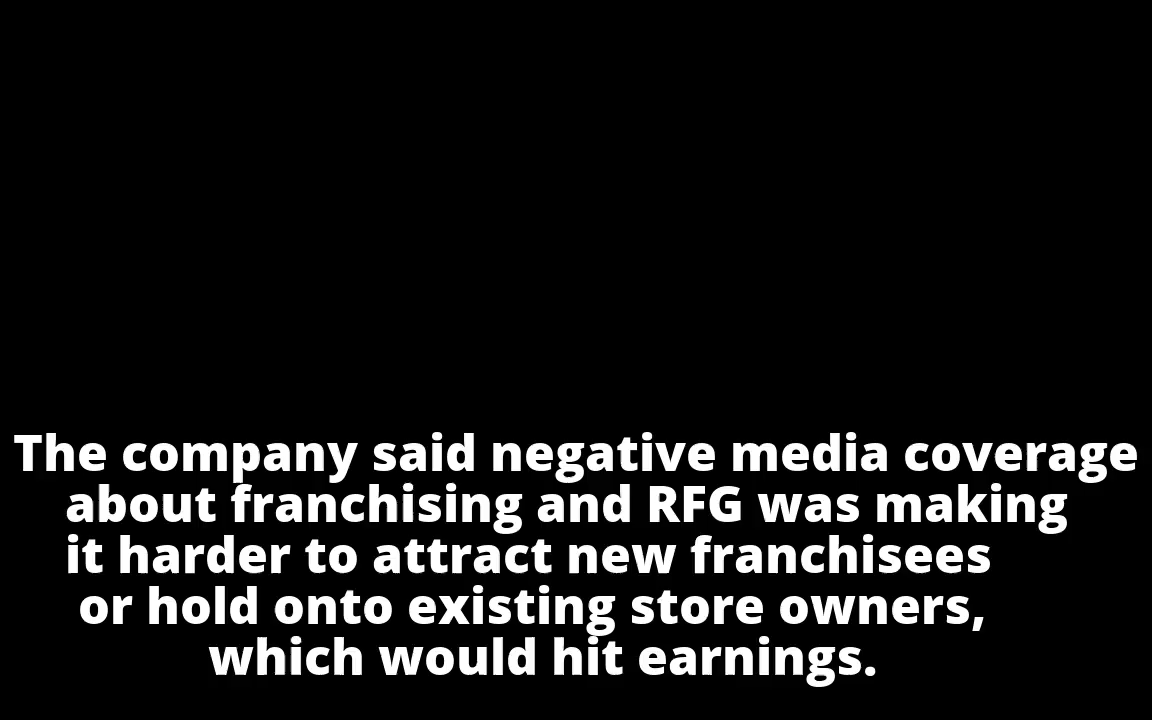 The company said negative media coverage
about franchising and RFG was making
it harder to attract new franchisees
or hold onto existing store owners,
which would hit earnings.